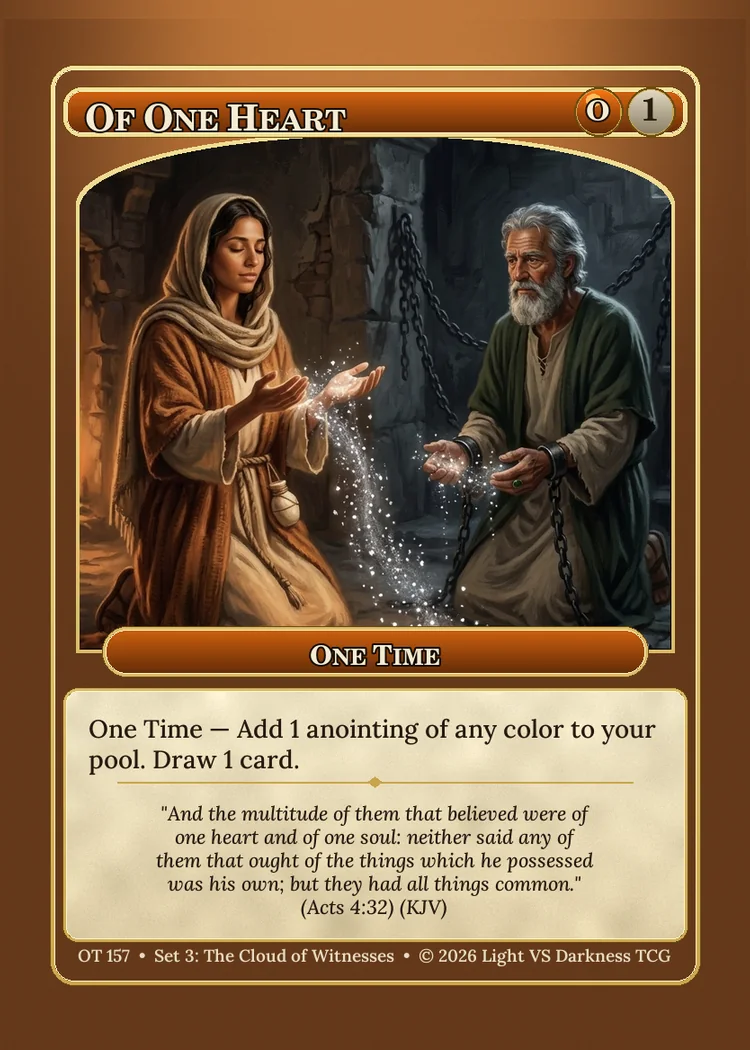 Of One Heart O 1
One Time
One Time — Add 1 anointing of any color to your
pool. Draw 1 card.
"And the multitude of them that believed were of
one heart and of one soul: neither said any of
them that ought of the things which he possessed
was his own; but they had all things common."
(Acts 4:32) (KJV)
OT 157 • Set 3: The Cloud of Witnesses • © 2026 Light VS Darkness TCG